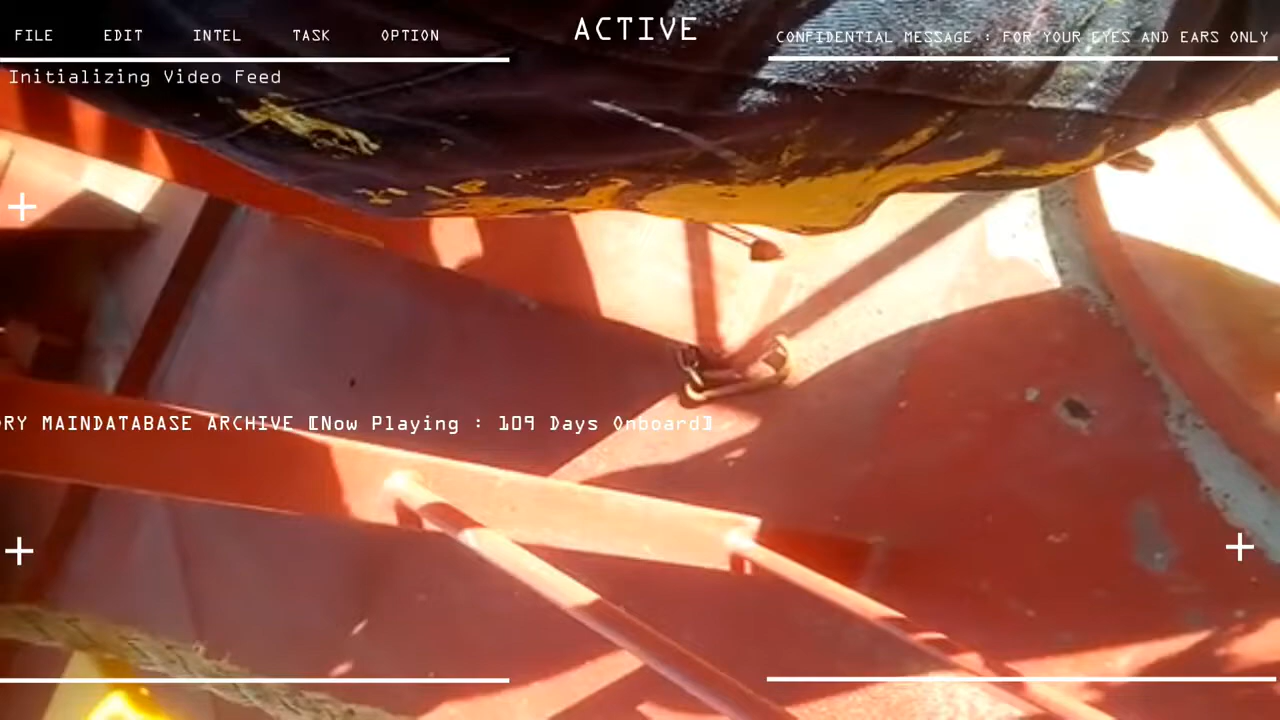 FILE EDIT INTEL TASK OPTION
ACTIVE
CONFIDENTIAL MESSAGE : FOR YOUR EYES AND EARS ONLY
Initializing Video Feed
RY MAINDATABASE ARCHIVE [Now Playing : 109 Days Onboard]